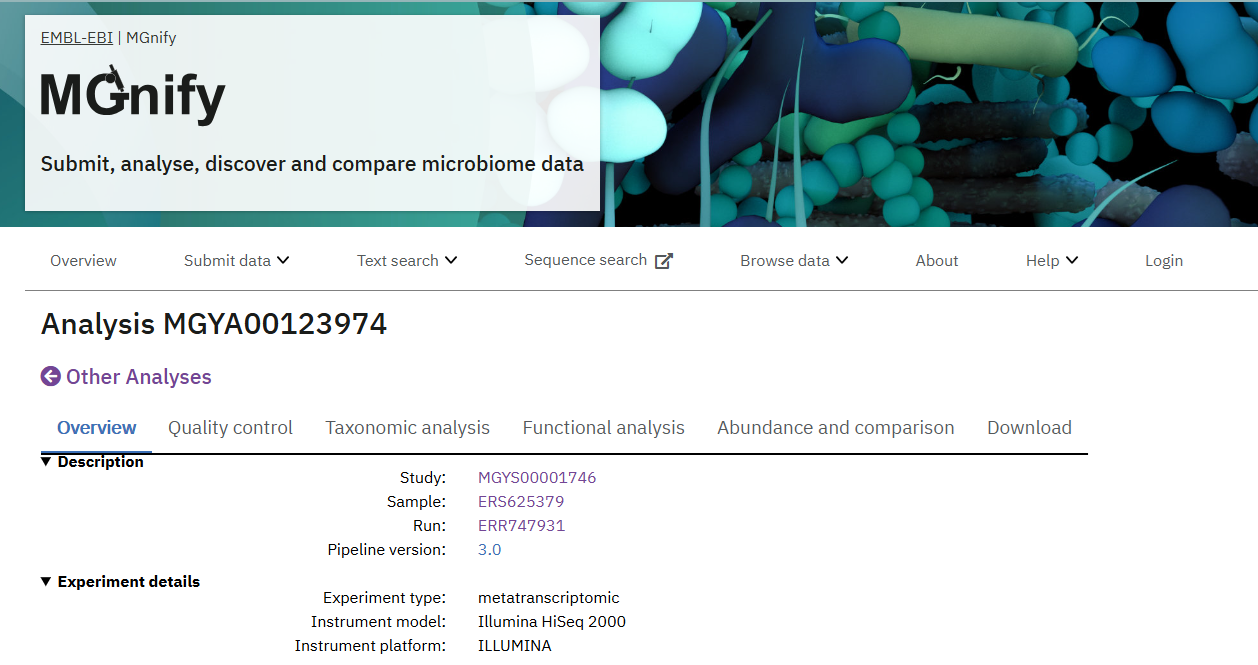 EMBL-EBI | MGnify
MGnify
Submit, analyse, discover and compare microbiome data
Overview Submit data Text search Sequence search Browse data About Help Login
Analysis MGYA00123974
Other Analyses
Overview Quality control Taxonomic analysis Functional analysis Abundance and comparison Download
▼ Description
Study: MGYS00001746
Sample: ERS625379
Run: ERR747931
Pipeline version: 3.0
▼ Experiment details
Experiment type: metatranscriptomic
Instrument model: Illumina HiSeq 2000
Instrument platform: ILLUMINA